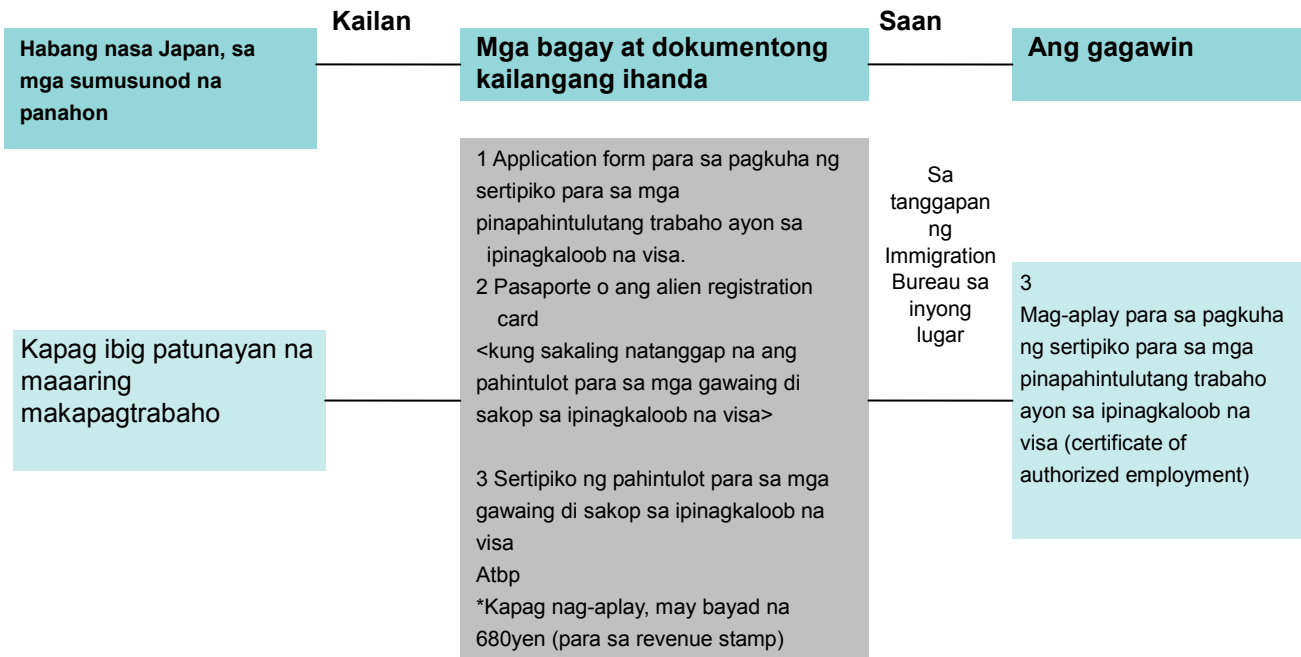 Kailan
Saan
Habang nasa Japan, sa
mga sumusunod na
panahon
Mga bagay at dokumentong
kailangang ihanda
Ang gagawin
Kapag ibig patunayan na
maaaring
makapagtrabaho
1 Application form para sa pagkuha ng
sertipiko para sa mga
pinapahintulutang trabaho ayon sa
ipinagkaloob na visa.
2 Pasaporte o ang alien registration
card
<kung sakaling natanggap na ang
pahintulot para sa mga gawaing di
sakop sa ipinagkaloob na visa>
3 Sertipiko ng pahintulot para sa mga
gawaing di sakop sa ipinagkaloob na
visa
Atbp
*Kapag nag-aplay, may bayad na
680yen (para sa revenue stamp)
Sa
tanggapan
ng
Immigration
Bureau sa
inyong
lugar
3
Mag-aplay para sa pagkuha
ng sertipiko para sa mga
pinapahintulutang trabaho
ayon sa ipinagkaloob na
visa (certificate of
authorized employment)